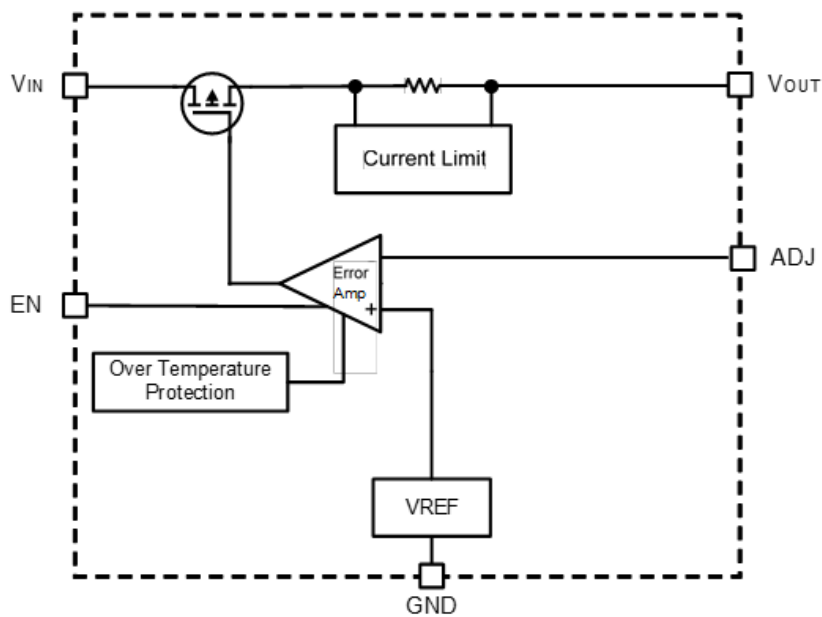 VIN
VOUT
Current Limit
ADJ
Error
Amp
+
EN
Over Temperature
Protection
VREF
GND